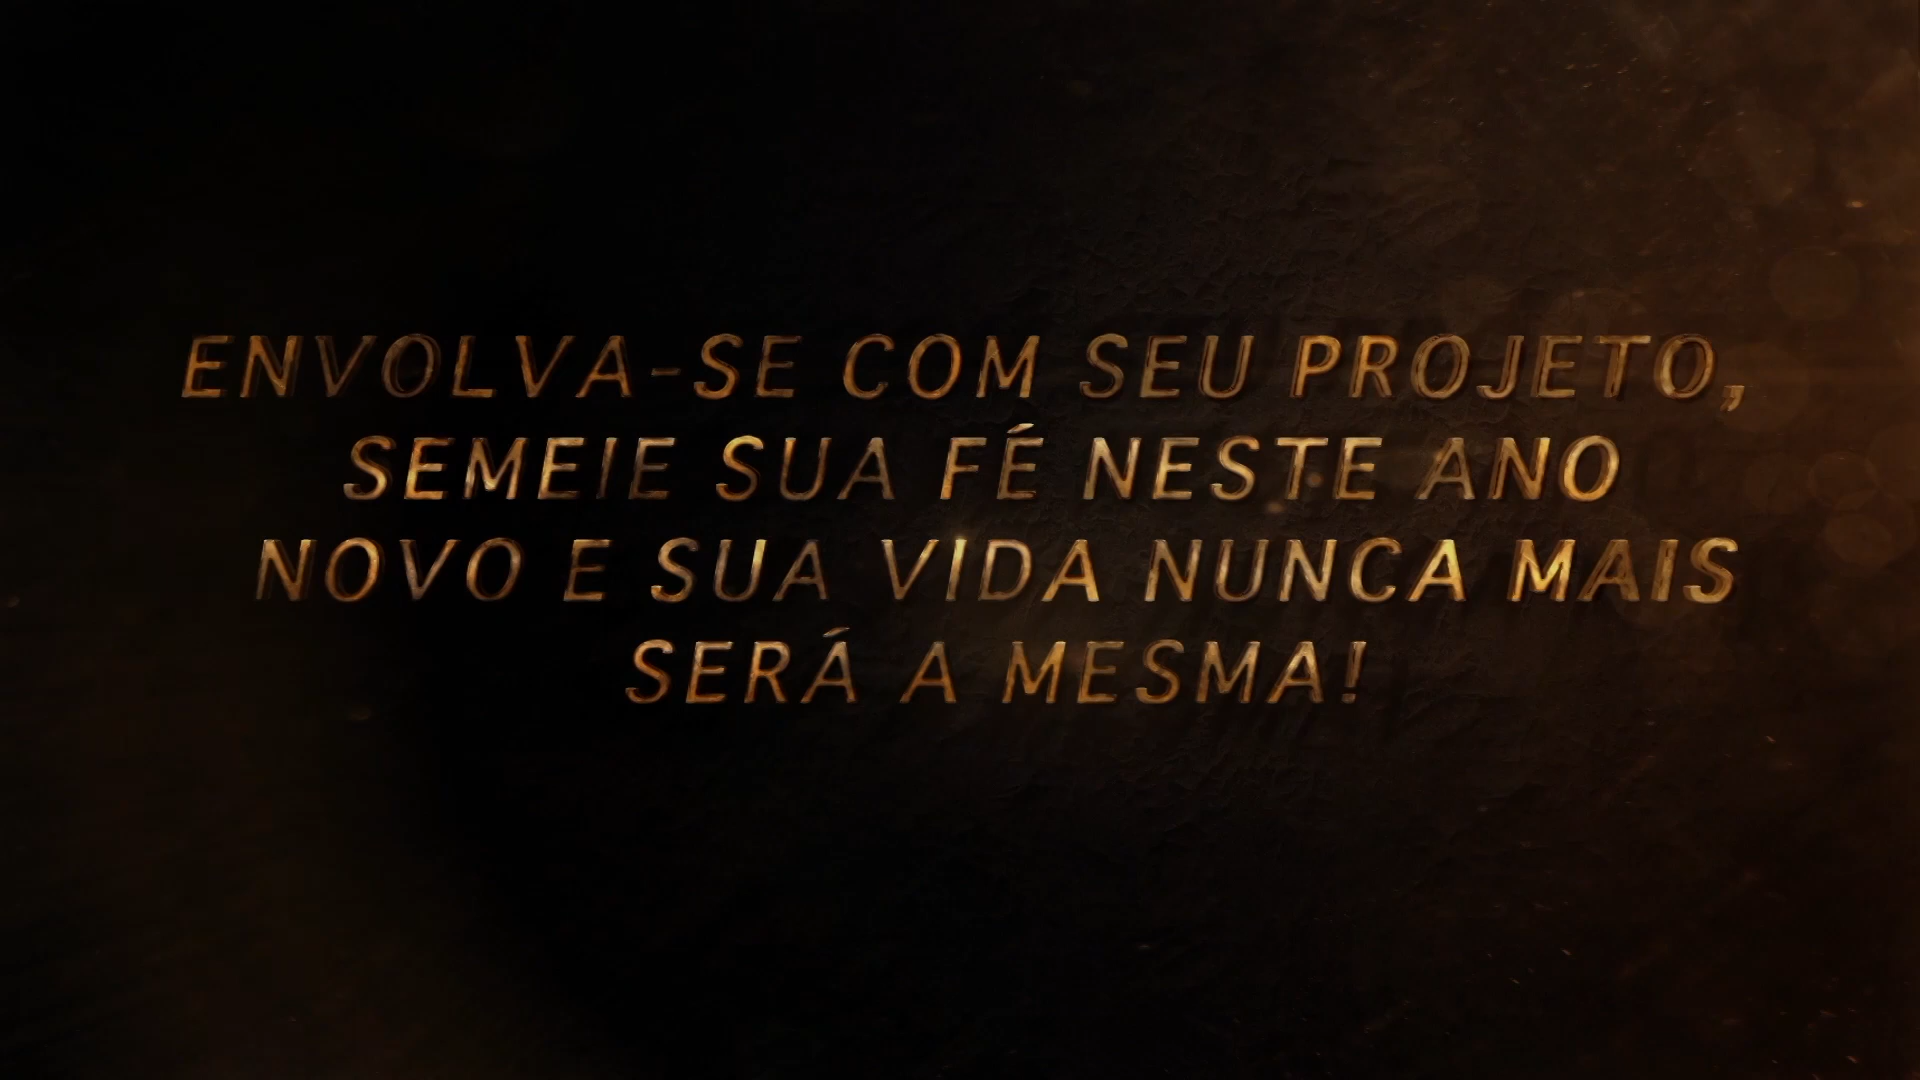 ENVOLVA-SE COM SEU PROJETO,
SEMEIE SUA FÉ NESTE ANO
NOVO E SUA VIDA NUNCA MAIS
SERÁ A MESMA!